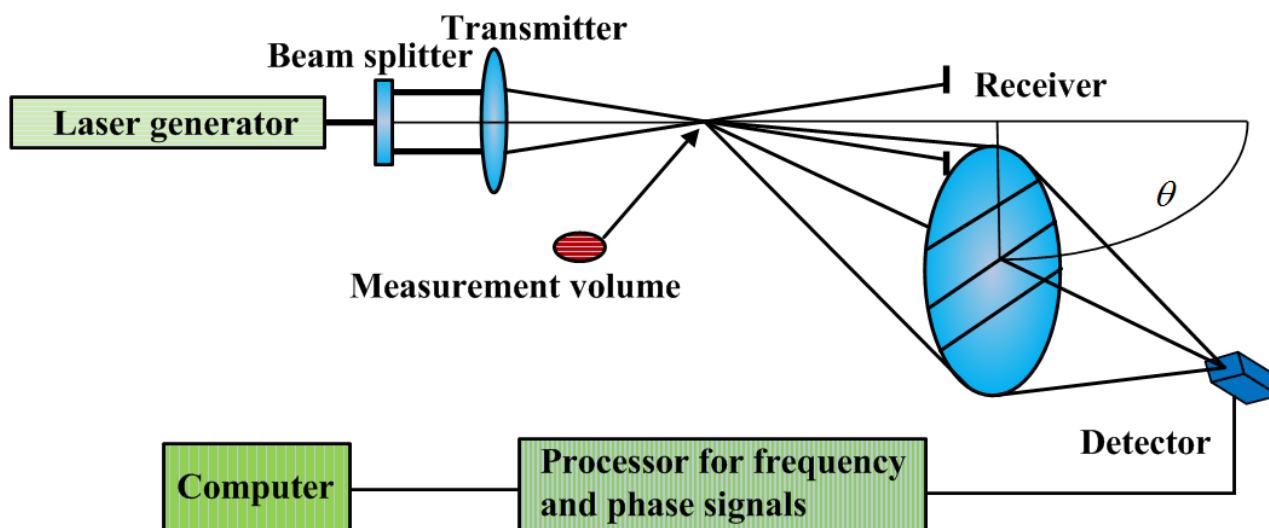 Transmitter
Beam splitter
Laser generator
Receiver
θ
Measurement volume
Detector
Computer
Processor for frequency
and phase signals